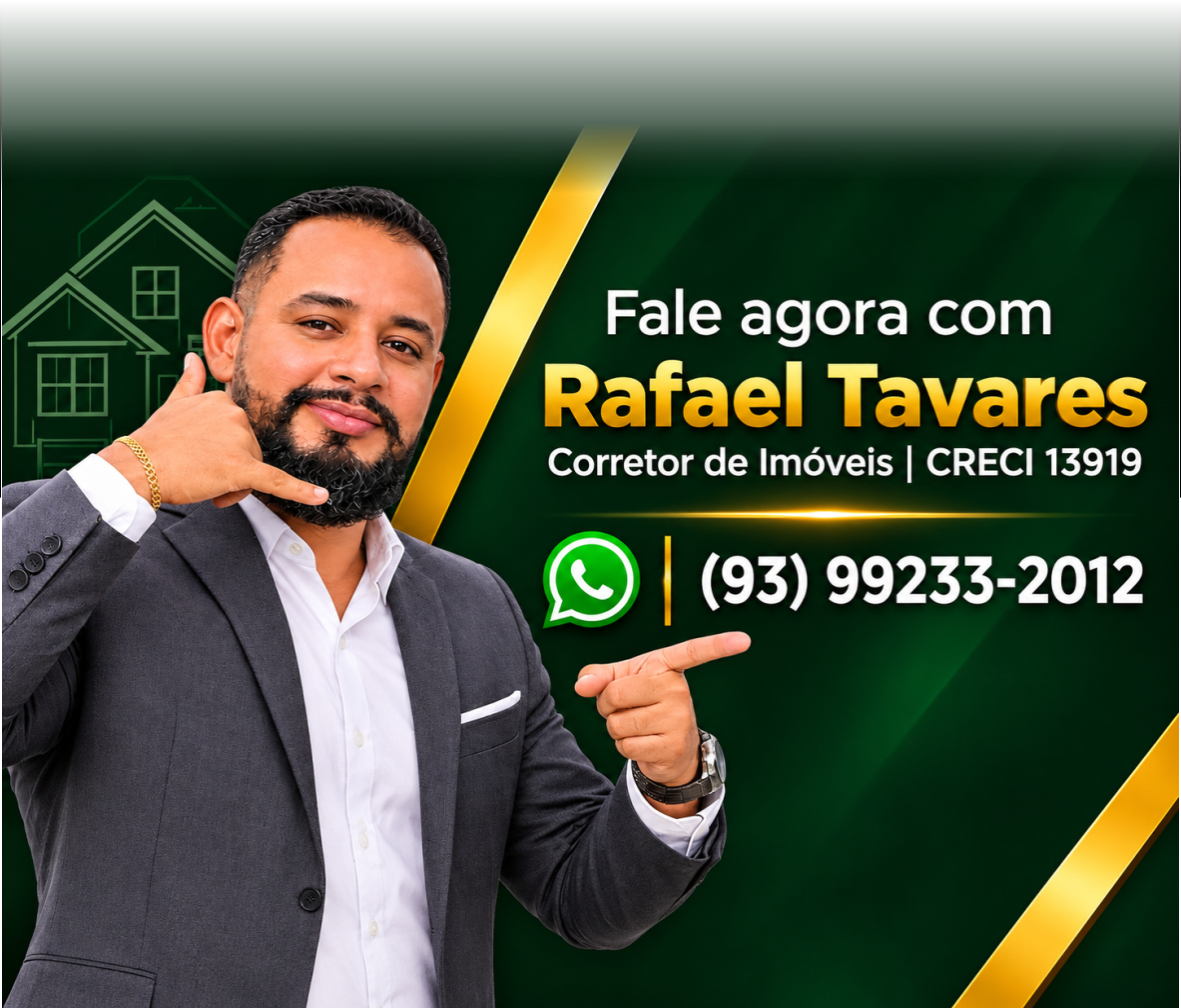 Fale agora com
Rafael Tavares
Corretor de Imóveis | CRECI 13919
(93) 99233-2012